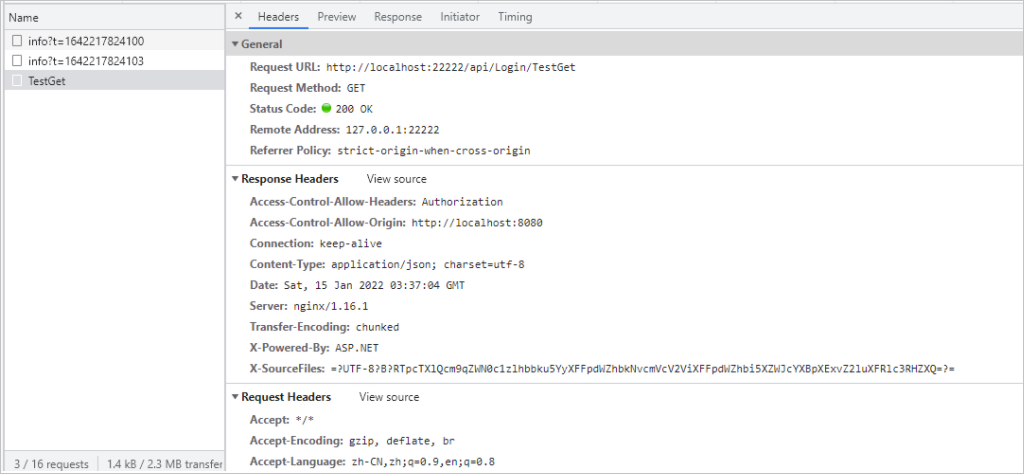 Name
info?t=1642217824100
info?t=1642217824103
TestGet
3 / 16 requests 1.4 kB / 2.3 MB transfer
× Headers Preview Response Initiator Timing
General
Request URL: http://localhost:22222/api/Login/TestGet
Request Method: GET
Status Code: 200 OK
Remote Address: 127.0.0.1:22222
Referrer Policy: strict-origin-when-cross-origin
Response Headers View source
Access-Control-Allow-Headers: Authorization
Access-Control-Allow-Origin: http://localhost:8080
Connection: keep-alive
Content-Type: application/json; charset=utf-8
Date: Sat, 15 Jan 2022 03:37:04 GMT
Server: nginx/1.16.1
Transfer-Encoding: chunked
X-Powered-By: ASP.NET
X-SourceFiles: =?UTF-8?B?RTpcTXlQcm9qZWN0c1zlhbbku5YyXFFpdWZhbkNvcmVcV2ViXFFpdWZhbi5XZWJcYXBpXExvZ2luXFRlc3RHZXQ=?=
Request Headers View source
Accept: */*
Accept-Encoding: gzip, deflate, br
Accept-Language: zh-CN,zh;q=0.9,en;q=0.8